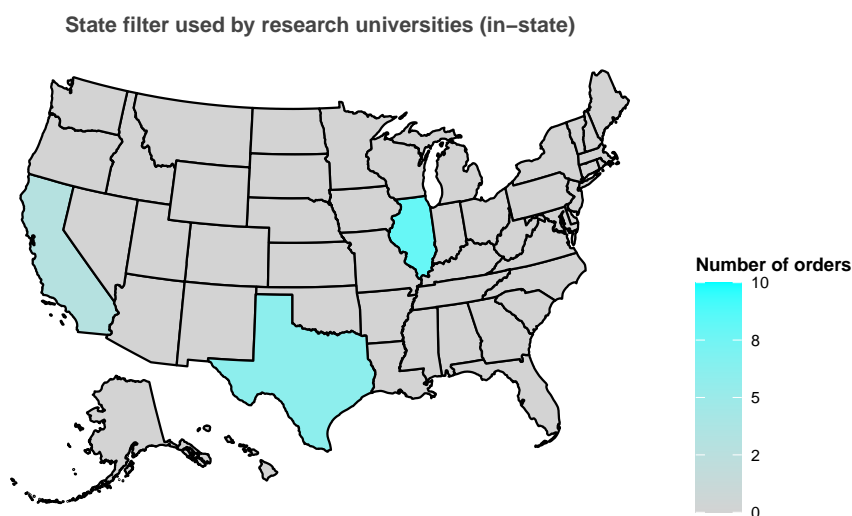 State filter used by research universities (in−state)
Number of orders
10
8
5
2
0